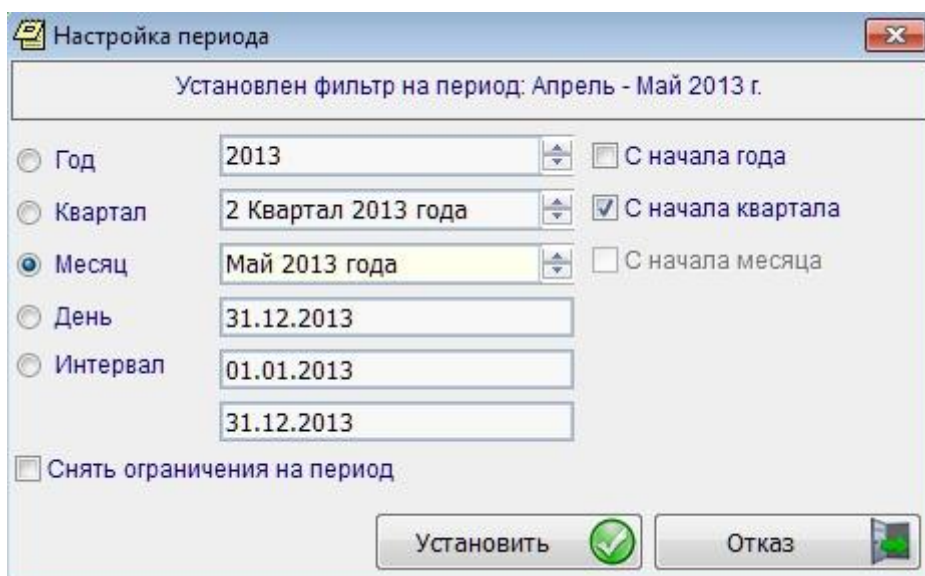 Настройка периода
Установлен фильтр на период: Апрель - Май 2013 г.
Год 2013 С начала года
Квартал 2 Квартал 2013 года С начала квартала
Месяц Май 2013 года С начала месяца
День 31.12.2013
Интервал 01.01.2013
31.12.2013
Снять ограничения на период
Установить Отказ